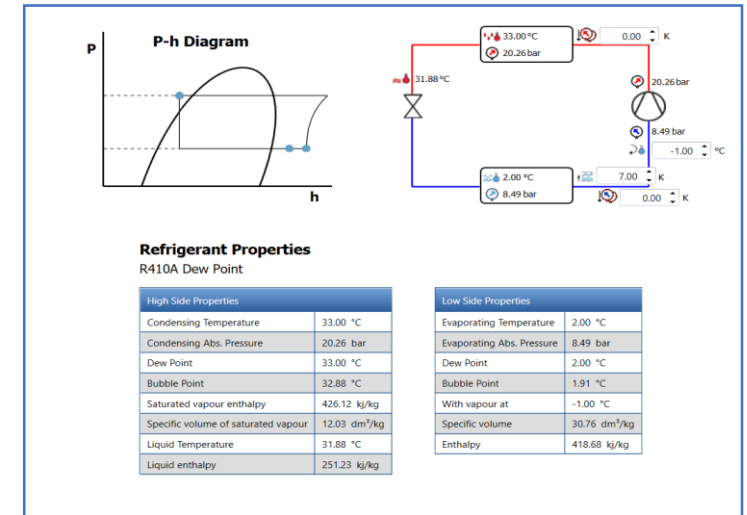 P-h Diagram
P
h
33.00 °C
20.26 bar
0.00 K
31.88 °C
20.26 bar
8.49 bar
-1.00 °C
2.00 °C
8.49 bar
7.00 K
0.00 K
Refrigerant Properties
R410A Dew Point
High Side Properties
Condensing Temperature 33.00 °C
Condensing Abs. Pressure 20.26 bar
Dew Point 33.00 °C
Bubble Point 32.88 °C
Saturated vapour enthalpy 426.12 kj/kg
Specific volume of saturated vapour 12.03 dm³/kg
Liquid Temperature 31.88 °C
Liquid enthalpy 251.23 kj/kg
Low Side Properties
Evaporating Temperature 2.00 °C
Evaporating Abs. Pressure 8.49 bar
Dew Point 2.00 °C
Bubble Point 1.91 °C
With vapour at -1.00 °C
Specific volume 30.76 dm³/kg
Enthalpy 418.68 kj/kg